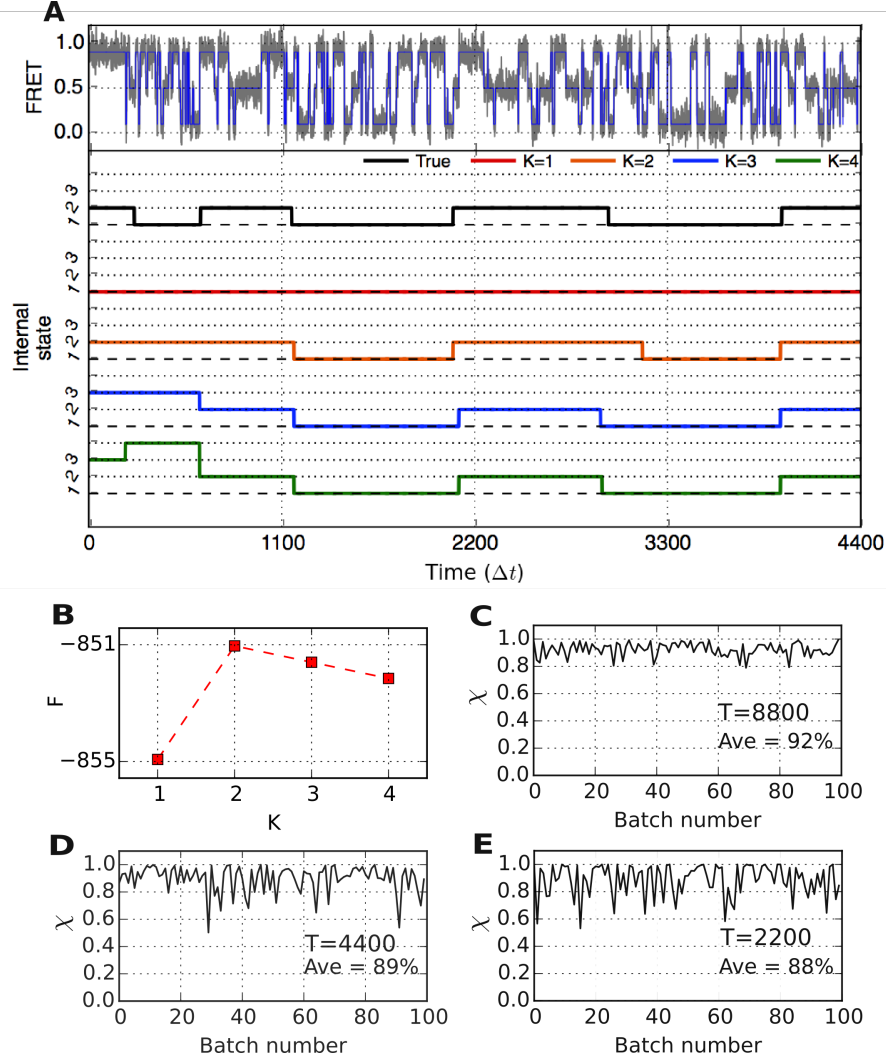 A
FRET
1.0
0.5
0.0
True K=1 K=2 K=3 K=4
Internal
state
1 2 3
1 2 3
1 2 3
1 2 3
1 2 3
0 1100 2200 3300 4400
Time (Δt)
B
F
−851
−855
1 2 3 4
K
C
χ
1.0
0.8
0.6
0.4
0.2
0.0
T=8800
Ave = 92%
0 20 40 60 80 100
Batch number
D
χ
1.0
0.8
0.6
0.4
0.2
0.0
T=4400
Ave = 89%
0 20 40 60 80 100
Batch number
E
χ
1.0
0.8
0.6
0.4
0.2
0.0
T=2200
Ave = 88%
0 20 40 60 80 100
Batch number